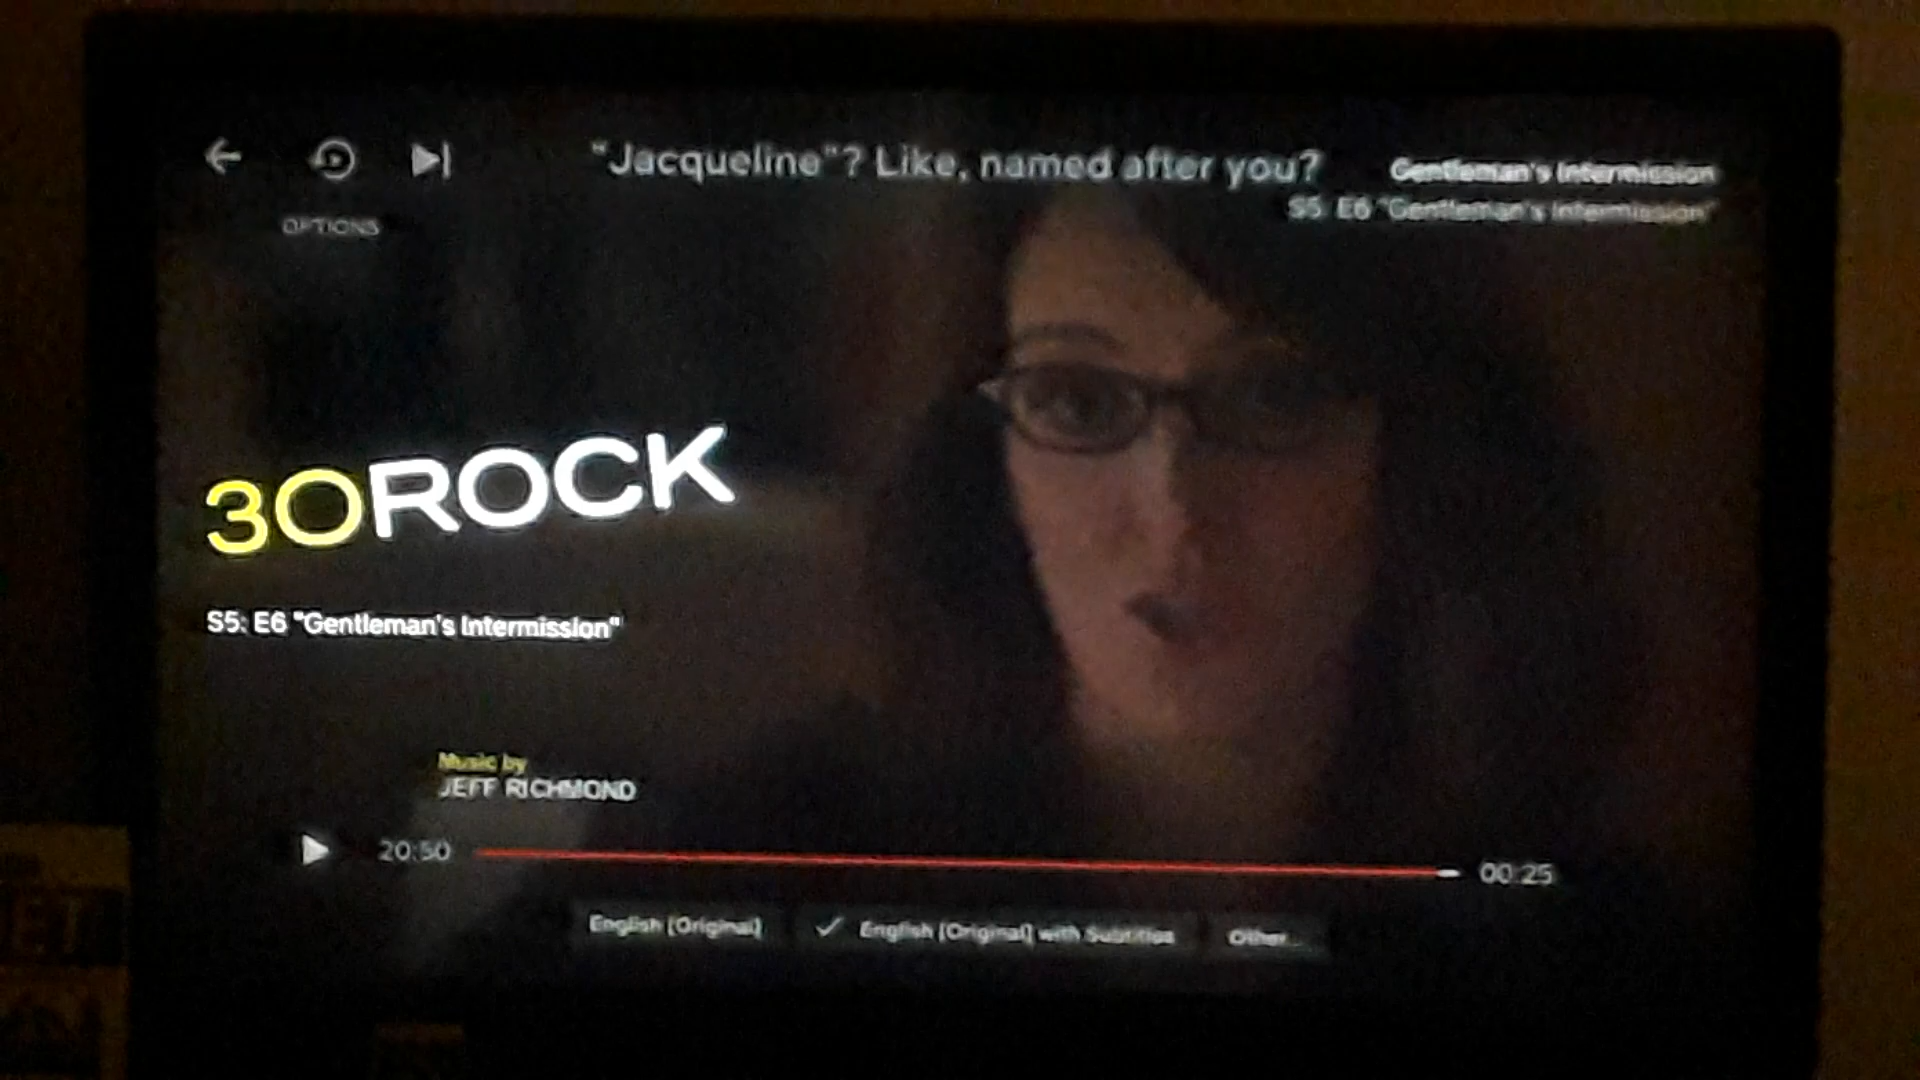 "Jacqueline"? Like, named after you?
Gentleman's Intermission
S5: E6 "Gentleman's Intermission"
OPTIONS
30ROCK
S5: E6 "Gentleman's Intermission"
Music by
JEFF RICHMOND
20:50
00:25
English [Original]
English [Original] with Subtitles
Other...